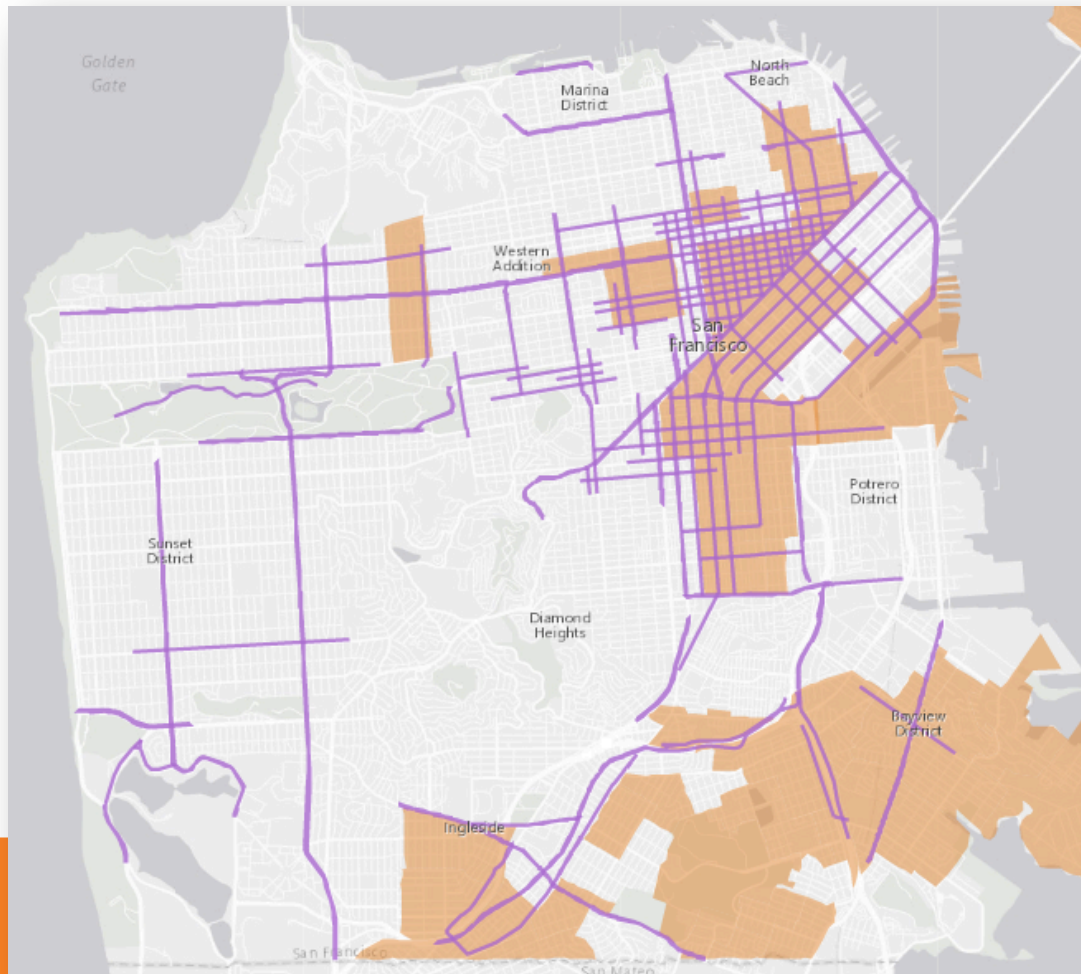 Golden
Gate
Marina
District
North
Beach
Western
Addition
San
Francisco
Potrero
District
Sunset
District
Diamond
Heights
Bayview
District
Ingleside
San Francisco
San Mateo